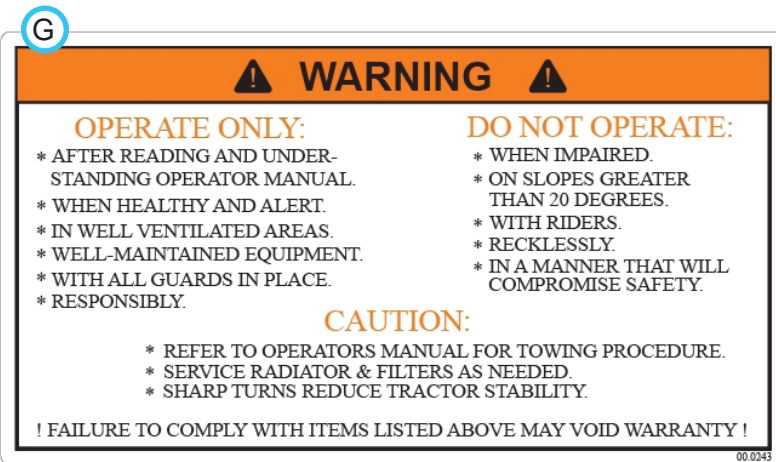 G
WARNING
OPERATE ONLY:
* AFTER READING AND UNDER-
STANDING OPERATOR MANUAL.
* WHEN HEALTHY AND ALERT.
* IN WELL VENTILATED AREAS.
* WELL-MAINTAINED EQUIPMENT.
* WITH ALL GUARDS IN PLACE.
* RESPONSIBLY.
DO NOT OPERATE:
* WHEN IMPAIRED.
* ON SLOPES GREATER
THAN 20 DEGREES.
* WITH RIDERS.
* RECKLESSLY.
* IN A MANNER THAT WILL
COMPROMISE SAFETY.
CAUTION:
* REFER TO OPERATORS MANUAL FOR TOWING PROCEDURE.
* SERVICE RADIATOR & FILTERS AS NEEDED.
* SHARP TURNS REDUCE TRACTOR STABILITY.
! FAILURE TO COMPLY WITH ITEMS LISTED ABOVE MAY VOID WARRANTY !
00.0243